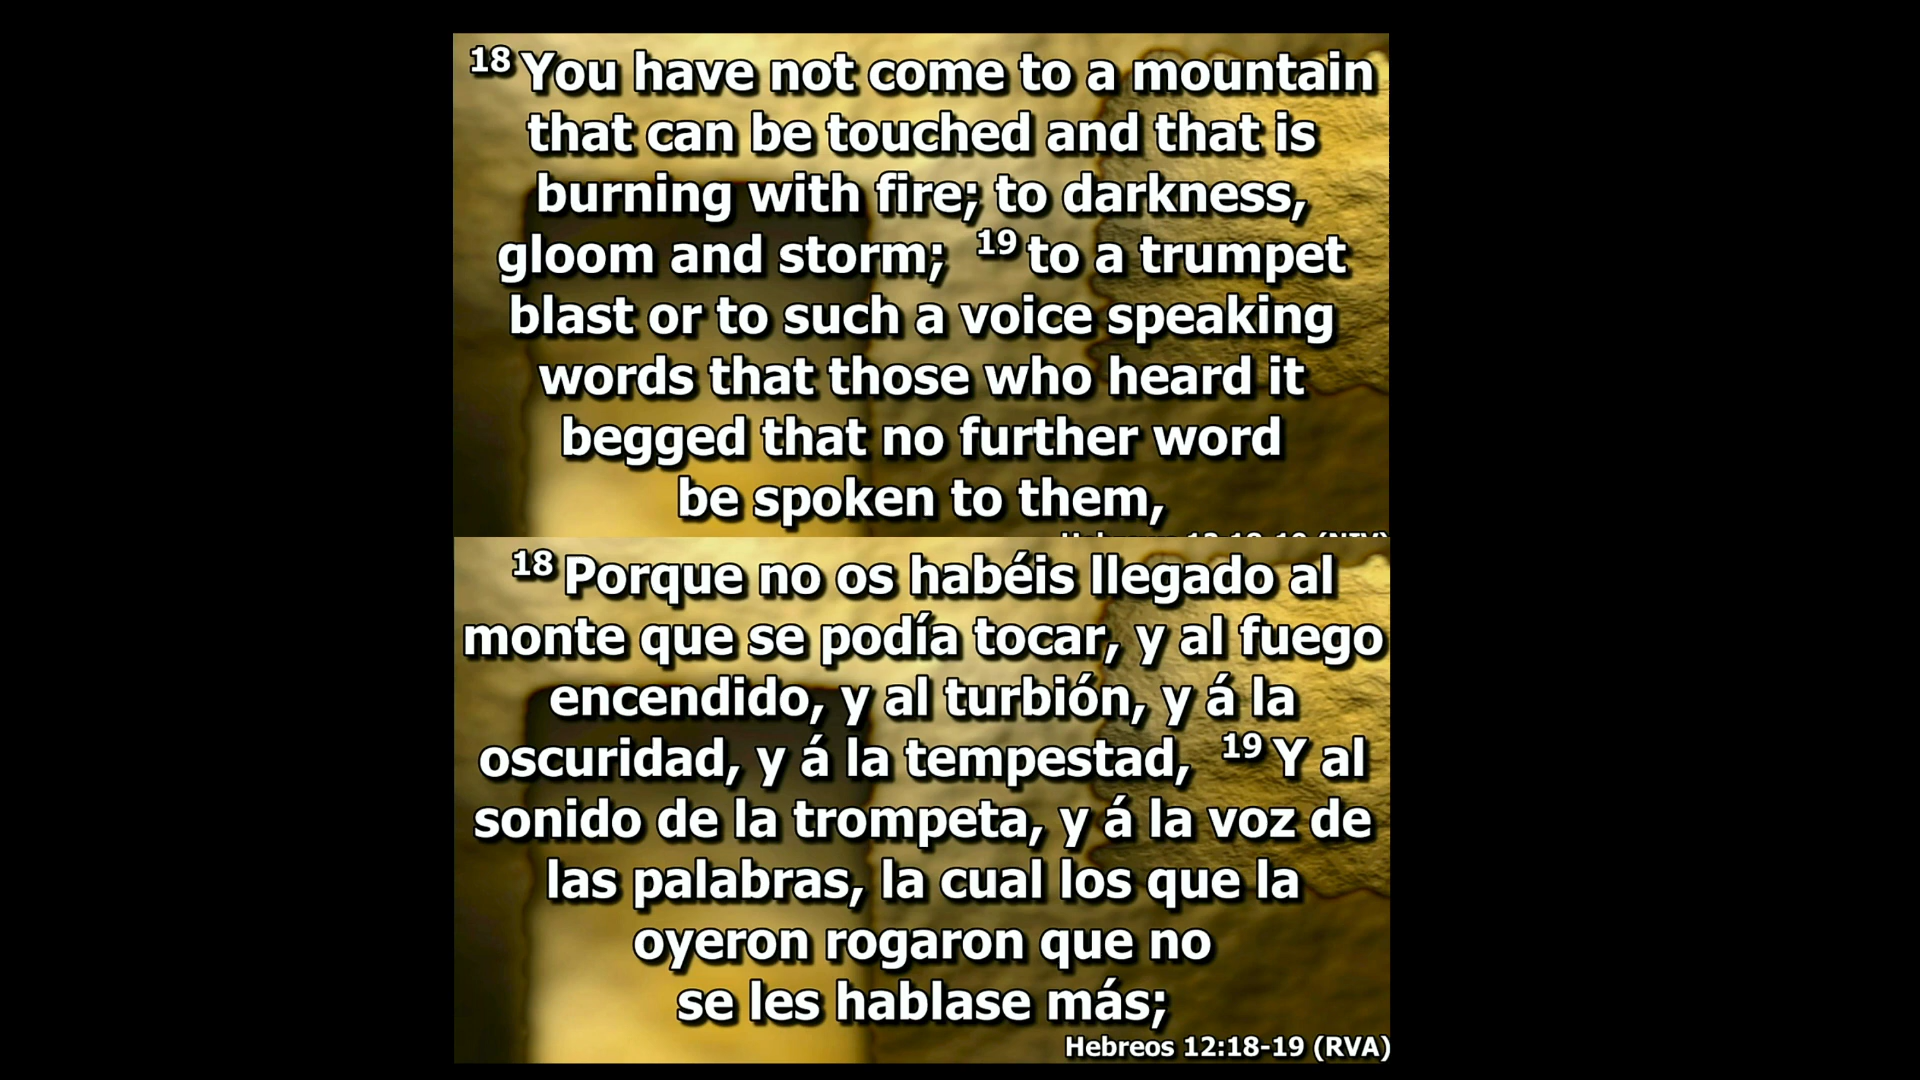 18 You have not come to a mountain
that can be touched and that is
burning with fire; to darkness,
gloom and storm; 19 to a trumpet
blast or to such a voice speaking
words that those who heard it
begged that no further word
be spoken to them,
12:18-19 (NIV)
18 Porque no os habéis llegado al
monte que se podía tocar, y al fuego
encendido, y al turbión, y á la
oscuridad, y á la tempestad, 19 Y al
sonido de la trompeta, y á la voz de
las palabras, la cual los que la
oyeron rogaron que no
se les hablase más;
Hebreos 12:18-19 (RVA)